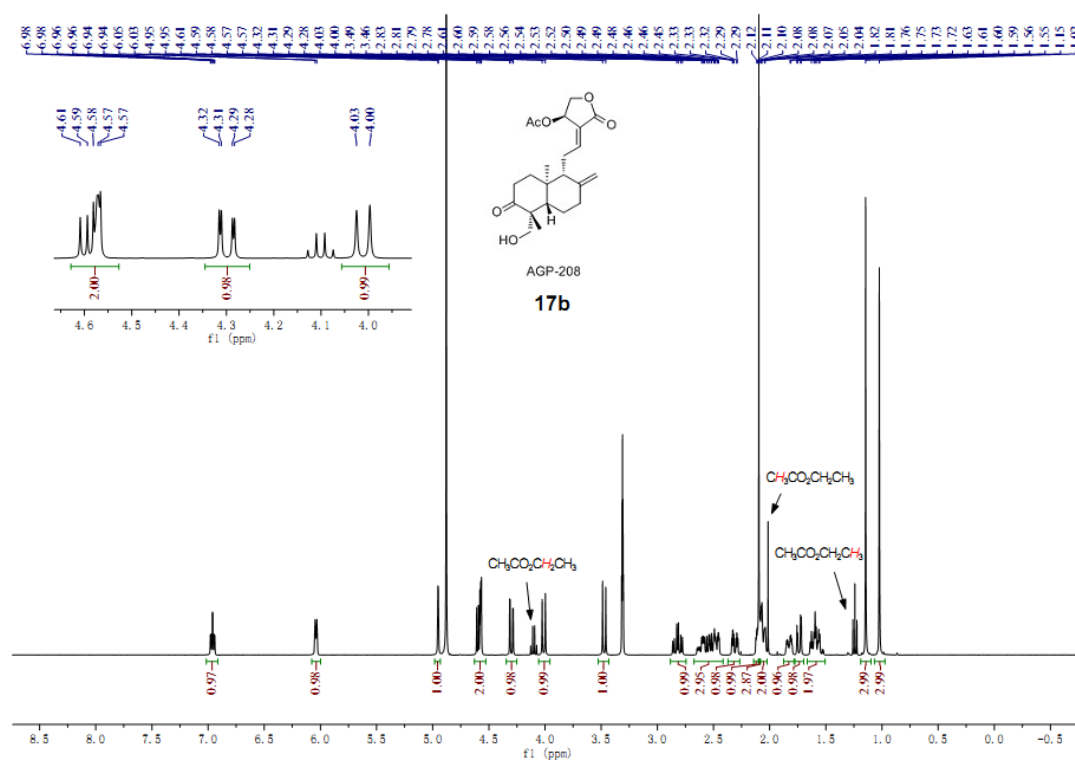 6.98 6.98 6.96 6.96 6.94 6.94 6.05 6.03 4.95 4.95 4.61 4.59 4.58 4.57 4.57 4.32 4.31 4.29 4.28 4.03 4.00 3.49 3.46 2.83 2.81 2.79 2.78 2.61 2.60 2.59 2.58 2.56 2.54 2.53 2.52 2.50 2.49 2.49 2.48 2.46 2.46 2.45 2.33 2.33 2.32 2.29 2.29 2.12 2.11 2.10 2.08 2.08 2.07 2.05 2.04 1.82 1.81 1.76 1.75 1.73 1.72 1.63 1.61 1.60 1.59 1.56 1.55 1.15
4.61 4.59 4.58 4.57 4.57 4.32 4.31 4.29 4.28 4.03 4.00
2.00 0.98 0.99
4.6 4.5 4.4 4.3 4.2 4.1 4.0
f1 (ppm)
O
AcO
O
O
H
HO
AGP-208
17b
CH3CO2CH2CH3
CH3CO2CH2CH3
CH3CO2CH2CH3
0.97 0.98 1.00 2.00 0.98 0.99 1.00 0.99 2.95 0.98 0.99 2.87 2.00 0.96 0.98 1.97 2.99 2.99
8.5 8.0 7.5 7.0 6.5 6.0 5.5 5.0 4.5 4.0 3.5 3.0 2.5 2.0 1.5 1.0 0.5 0.0 -0.5
f1 (ppm)